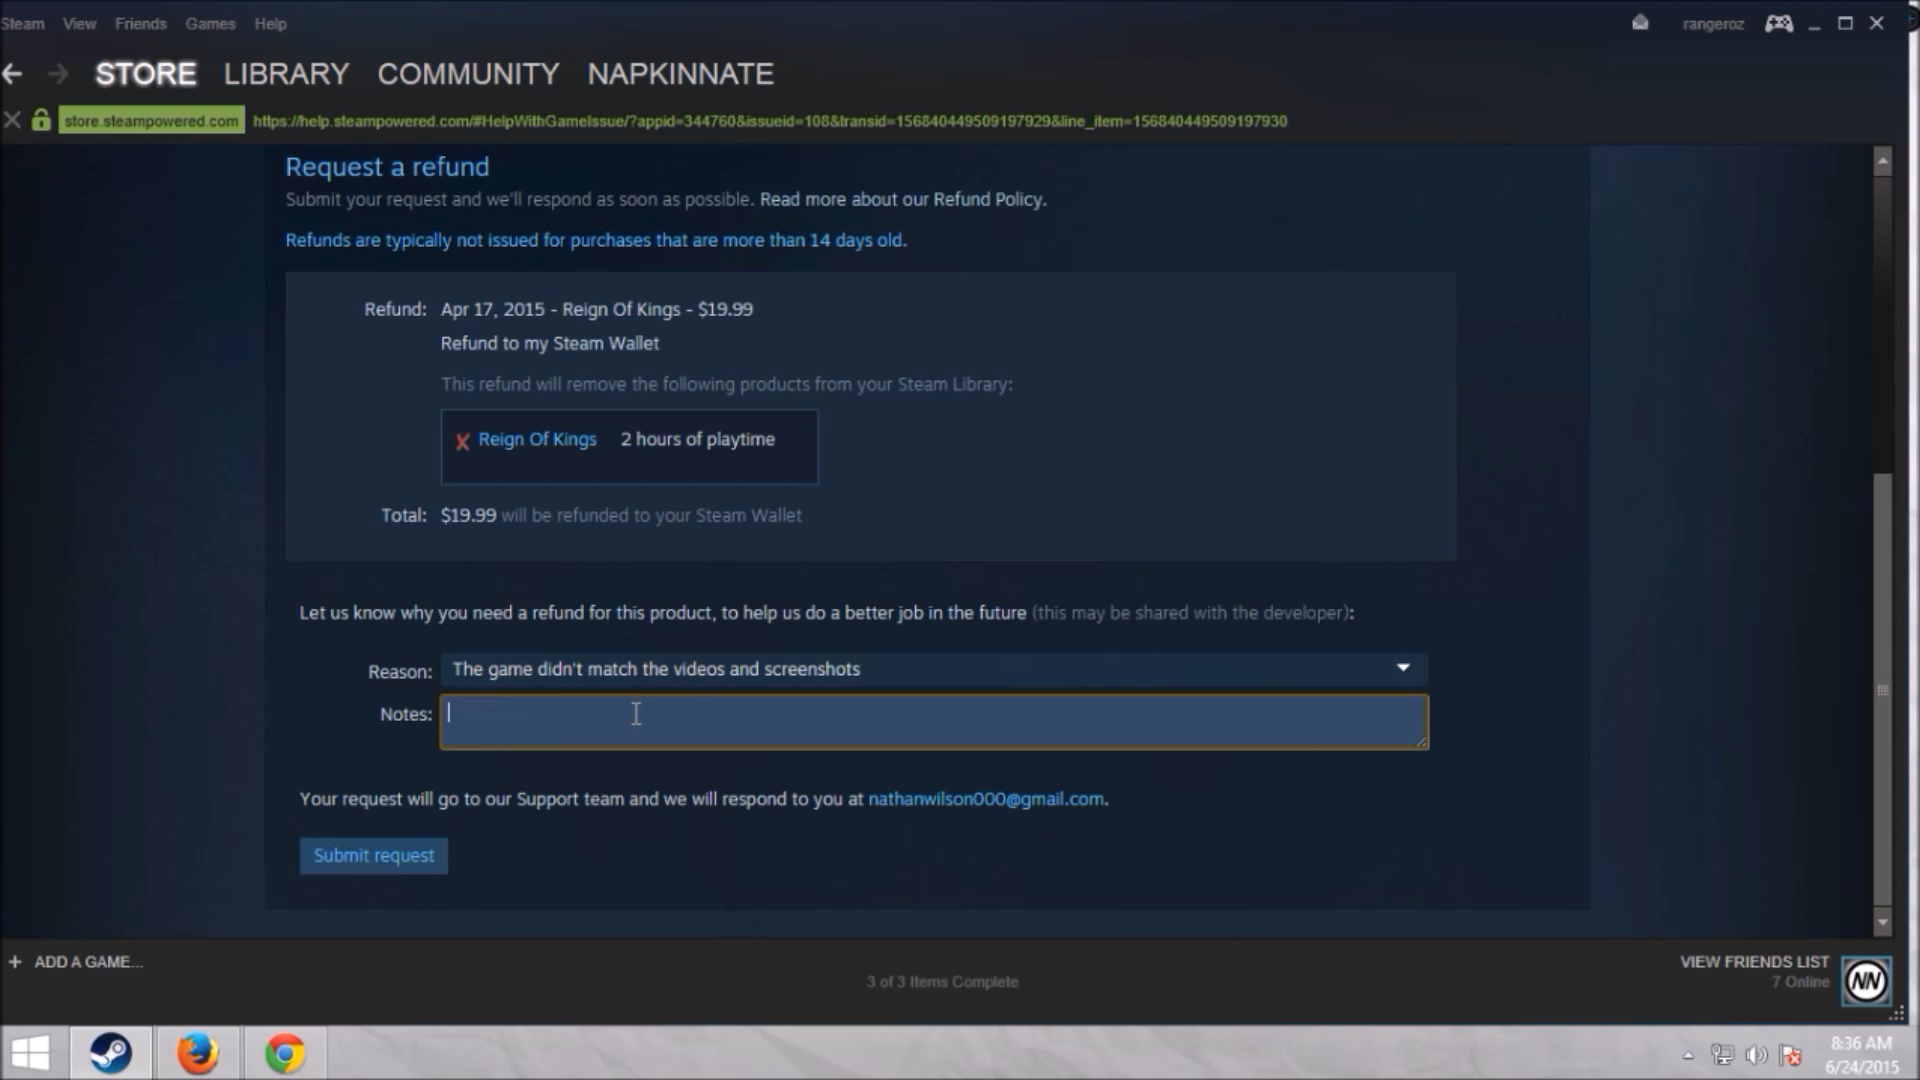 Steam View Friends Games Help
rangeroz
STORE LIBRARY COMMUNITY NAPKINNATE
store.steampowered.com https://help.steampowered.com/#HelpWithGameIssue/?appid=344760&issueid=108&transid=156840449509197929&line_item=156840449509197930
Request a refund
Submit your request and we'll respond as soon as possible. Read more about our Refund Policy.
Refunds are typically not issued for purchases that are more than 14 days old.
Refund: Apr 17, 2015 - Reign Of Kings - $19.99
Refund to my Steam Wallet
This refund will remove the following products from your Steam Library:
X Reign Of Kings 2 hours of playtime
Total: $19.99 will be refunded to your Steam Wallet
Let us know why you need a refund for this product, to help us do a better job in the future (this may be shared with the developer):
Reason: The game didn't match the videos and screenshots
Notes:
Your request will go to our Support team and we will respond to you at nathanwilson000@gmail.com.
Submit request
+ ADD A GAME...
3 of 3 Items Complete
VIEW FRIENDS LIST
7 Online
NN
8:36 AM
6/24/2015